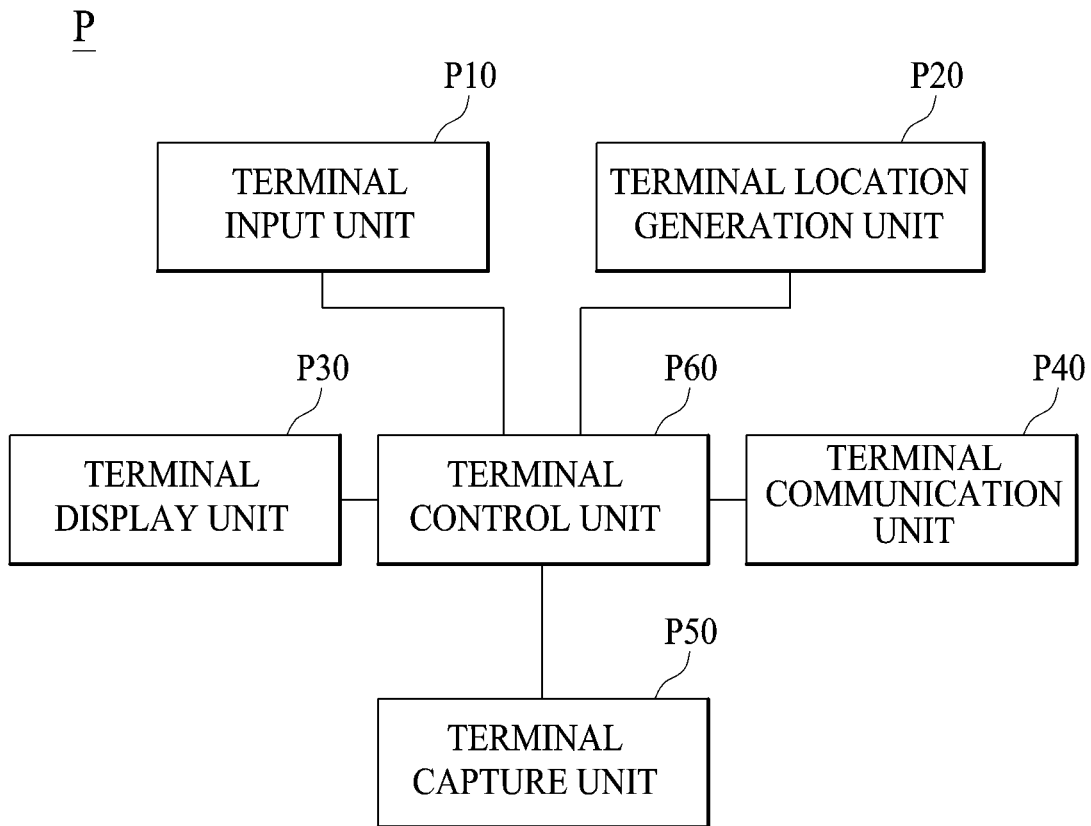 P
P10
P20
TERMINAL
INPUT UNIT
TERMINAL LOCATION
GENERATION UNIT
P30
P60
P40
TERMINAL
DISPLAY UNIT
TERMINAL
CONTROL UNIT
TERMINAL
COMMUNICATION
UNIT
P50
TERMINAL
CAPTURE UNIT